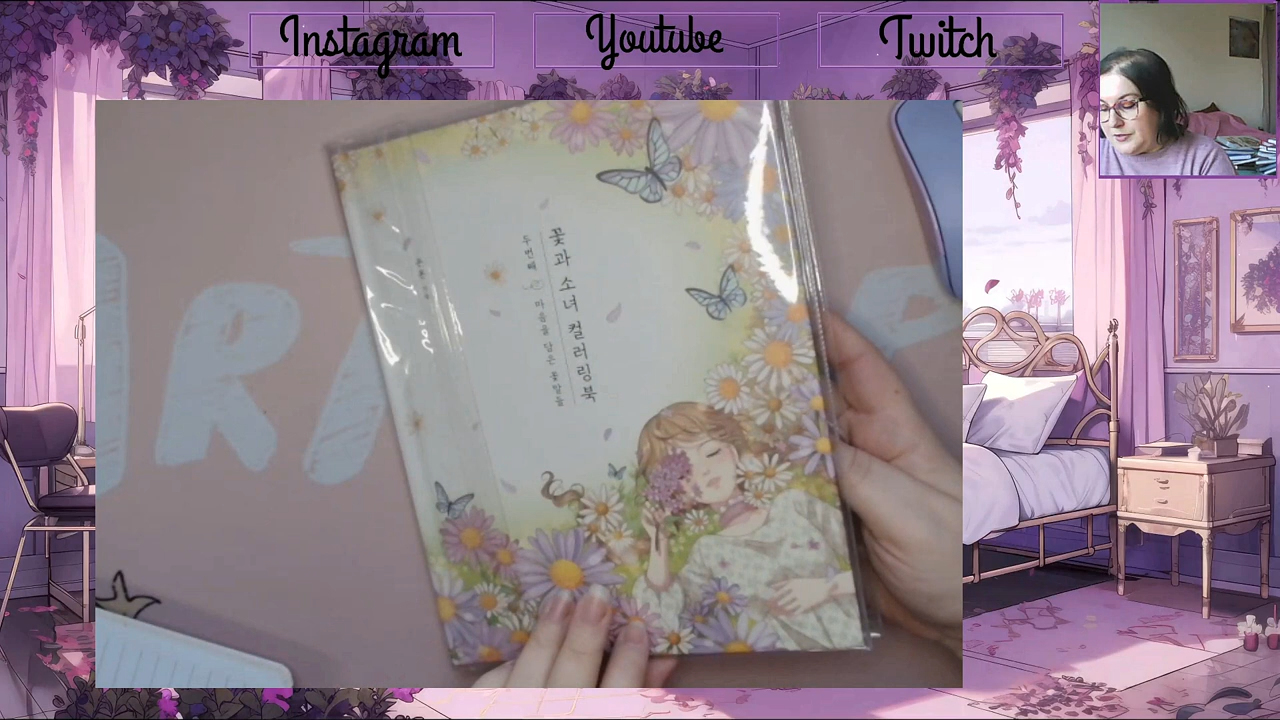 Instagram
Youtube
Twitch
꽃과 소녀 컬러링북
두번째
마음을 담은 꽃말들
ART